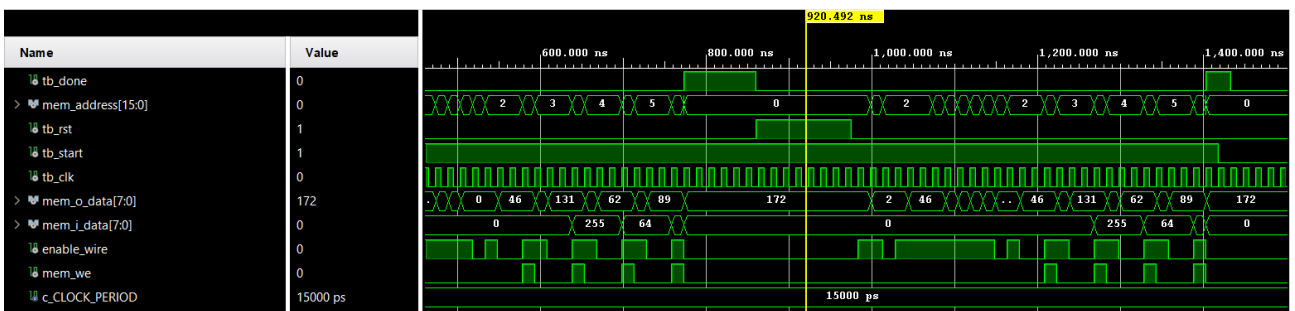 920.492 ns
Name Value 600.000 ns 800.000 ns 1,000.000 ns 1,200.000 ns 1,400.000 ns
tb_done 0
mem_address[15:0] 0 2 3 4 5 0 2 2 3 4 5 0
tb_rst 1
tb_start 1
tb_clk 0
mem_o_data[7:0] 172 . 0 46 131 62 89 172 2 46 .. 46 131 62 89 172
mem_i_data[7:0] 0 0 255 64 0 255 64 0
enable_wire 0
mem_we 0
c_CLOCK_PERIOD 15000 ps 15000 ps